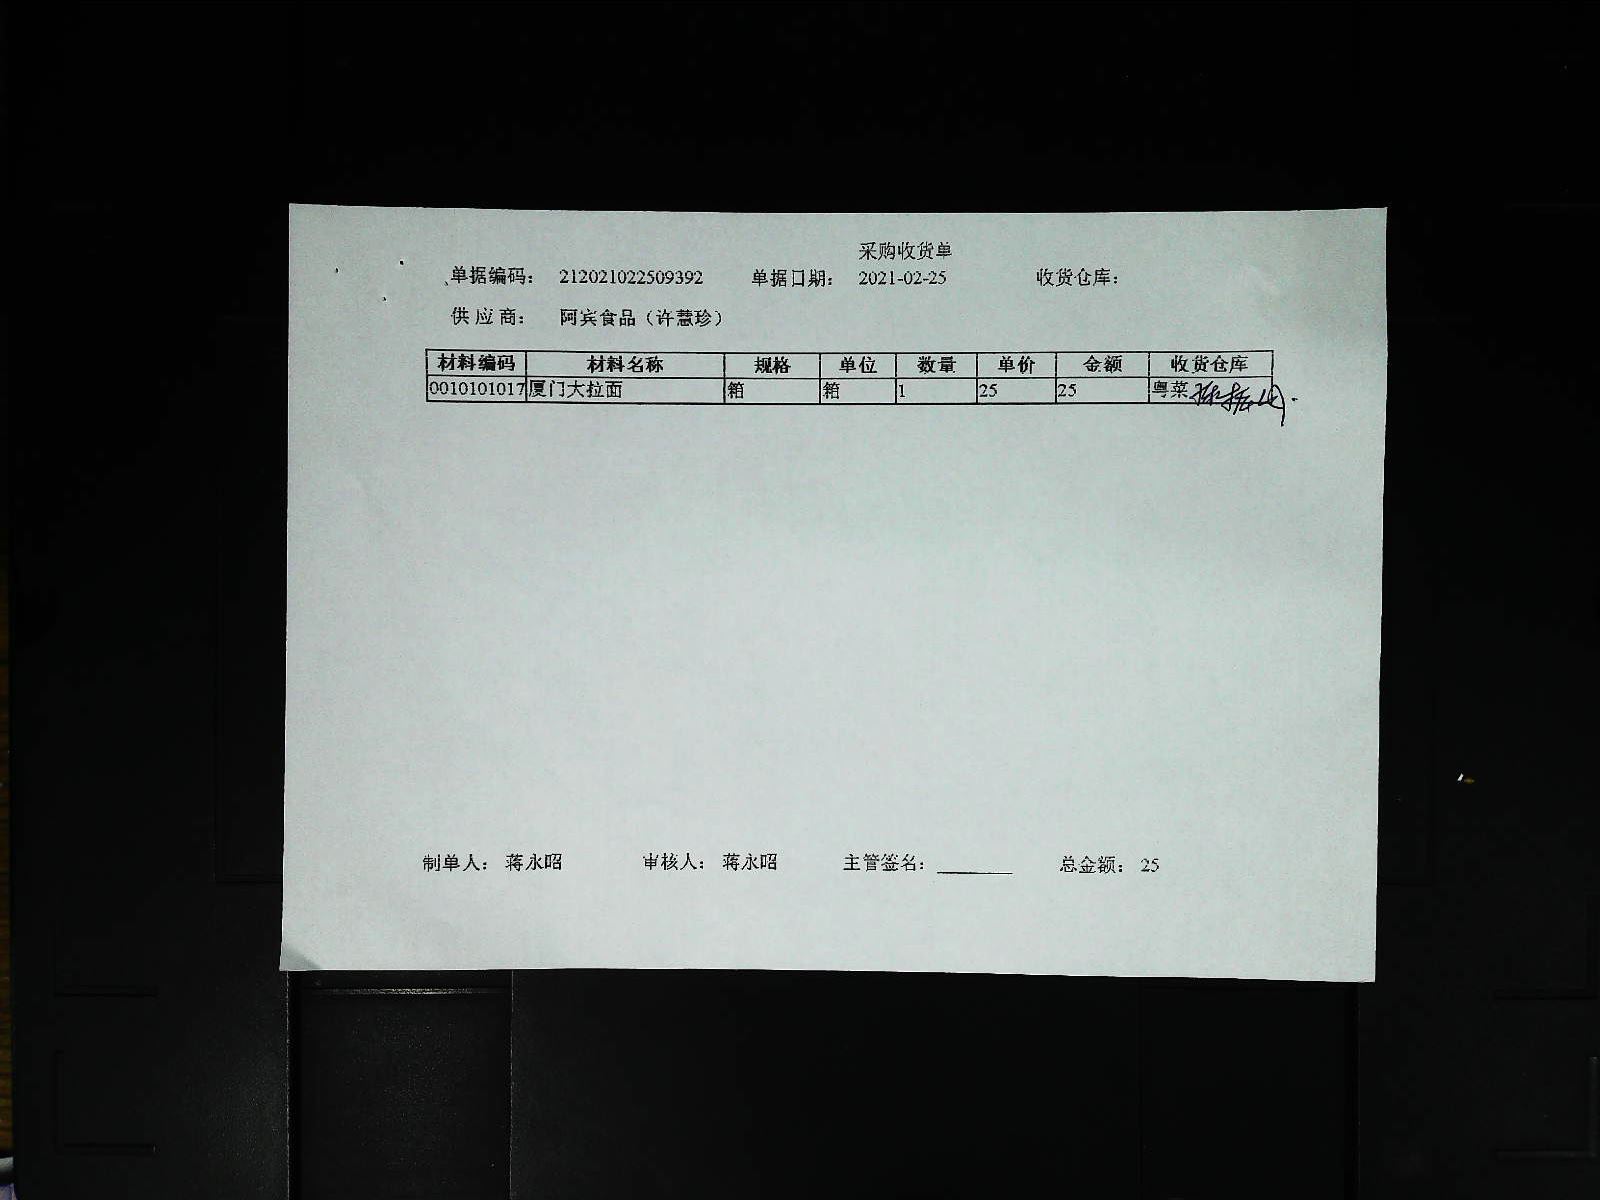 采购收货单
单据编码： 212021022509392 单据日期： 2021-02-25 收货仓库：
供应商： 阿宾食品（许慧珍）
材料编码 材料名称 规格 单位 数量 单价 金额 收货仓库
0010101017 厦门大拉面 箱 箱 1 25 25 粤菜
制单人： 蒋永昭 审核人： 蒋永昭 主管签名： 总金额： 25